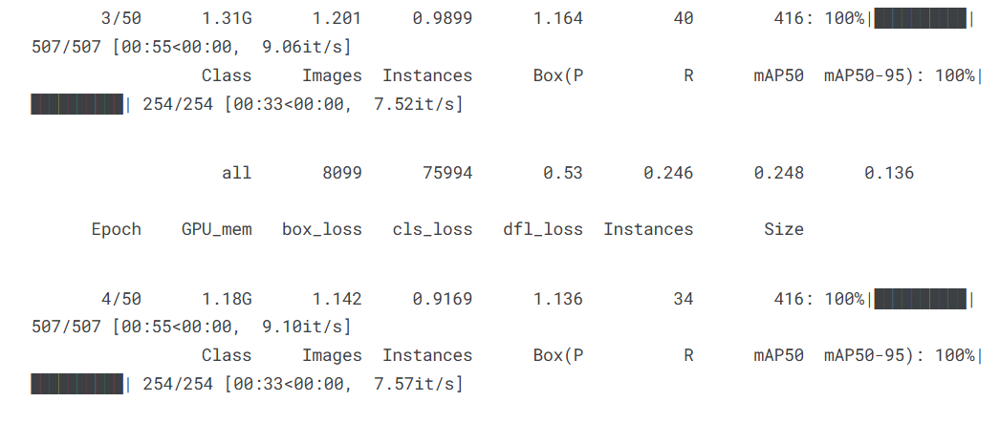 3/50 1.31G 1.201 0.9899 1.164 40 416: 100%|██████████|
507/507 [00:55<00:00, 9.06it/s]
Class Images Instances Box(P R mAP50 mAP50-95): 100%|
██████████| 254/254 [00:33<00:00, 7.52it/s]
all 8099 75994 0.53 0.246 0.248 0.136
Epoch GPU_mem box_loss cls_loss dfl_loss Instances Size
4/50 1.18G 1.142 0.9169 1.136 34 416: 100%|██████████|
507/507 [00:55<00:00, 9.10it/s]
Class Images Instances Box(P R mAP50 mAP50-95): 100%|
██████████| 254/254 [00:33<00:00, 7.57it/s]